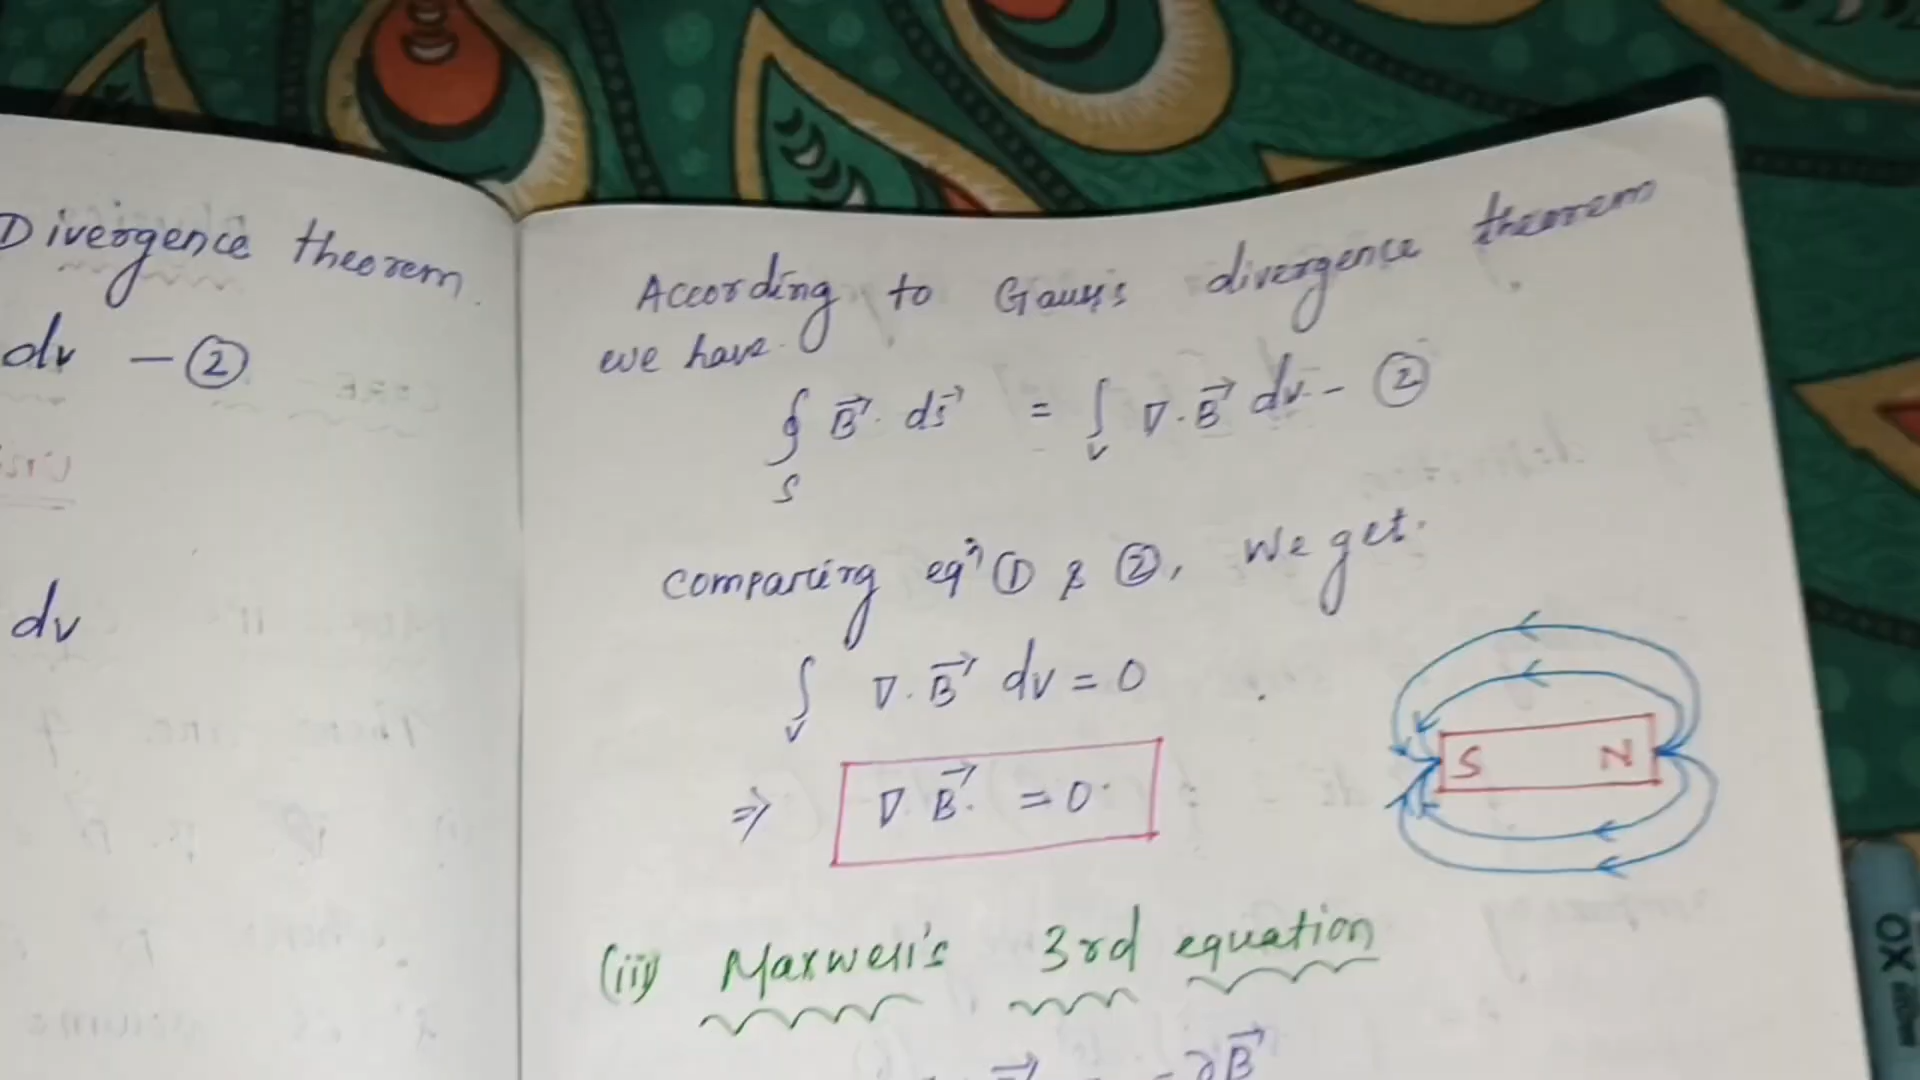 Divergence theorem.
dv - ②
dv
According to Gauss's divergence theorem
we have.
∮ B⃗. ds⃗ = ∫ ∇. B⃗ dv - ②
S v
comparing eqⁿ ① & ②, we get.
∫ ∇. B⃗ dv = 0
v
⇒ ∇. B⃗. = 0
S N
(iii) Maxwell's 3rd equation
- ∂B⃗
OX